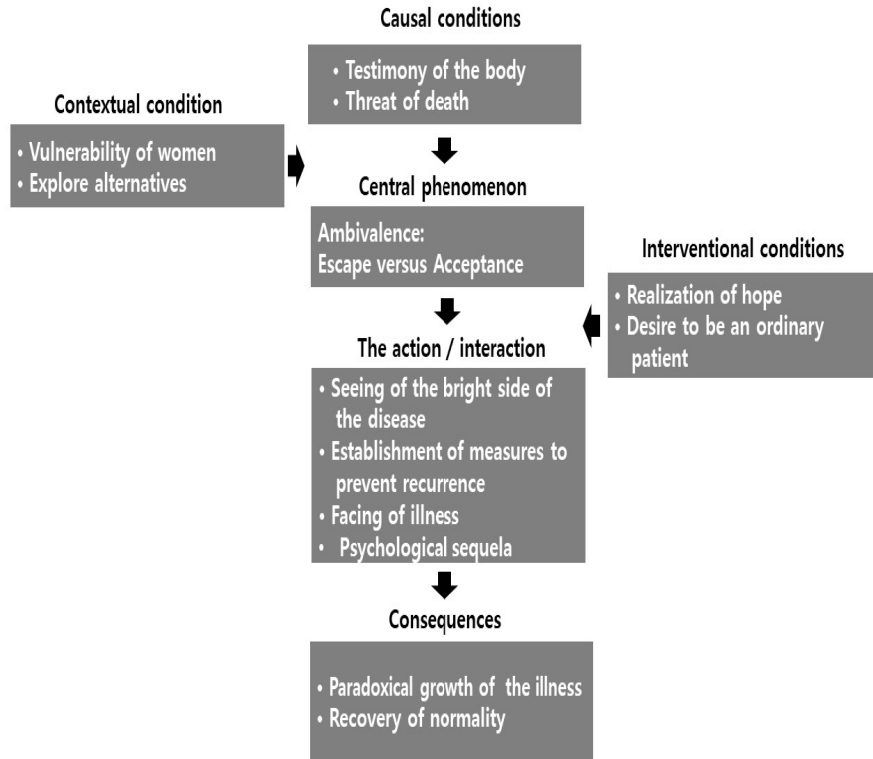 Causal conditions
• Testimony of the body
• Threat of death
Contextual condition
• Vulnerability of women
• Explore alternatives
Central phenomenon
Ambivalence:
Escape versus Acceptance
Interventional conditions
• Realization of hope
• Desire to be an ordinary
patient
The action / interaction
• Seeing of the bright side of
the disease
• Establishment of measures to
prevent recurrence
• Facing of illness
• Psychological sequela
Consequences
• Paradoxical growth of the illness
• Recovery of normality